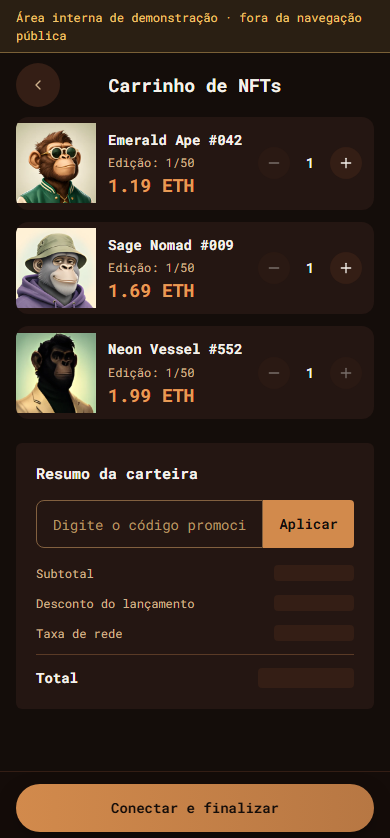 Área interna de demonstração · fora da navegação
pública
Carrinho de NFTs
Emerald Ape #042
Edição: 1/50
1.19 ETH
1
Sage Nomad #009
Edição: 1/50
1.69 ETH
1
Neon Vessel #552
Edição: 1/50
1.99 ETH
1
Resumo da carteira
Digite o código promoci
Aplicar
Subtotal
Desconto do lançamento
Taxa de rede
Total
Conectar e finalizar